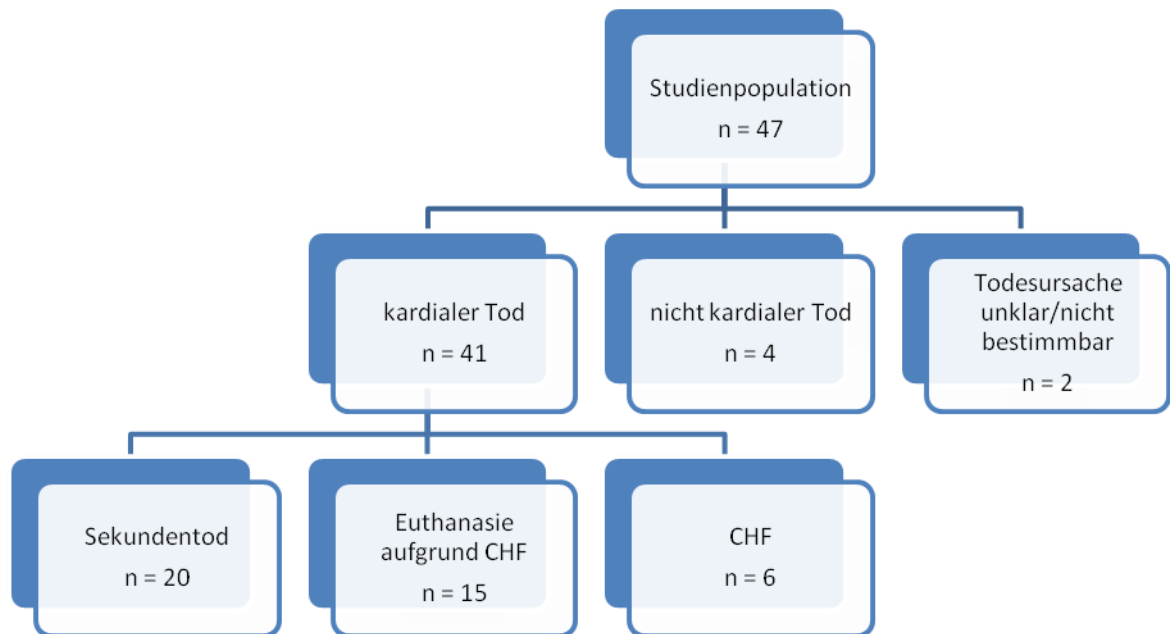 Studienpopulation
n = 47
kardialer Tod
n = 41
nicht kardialer Tod
n = 4
Todesursache
unklar/nicht
bestimmbar
n = 2
Sekundentod
n = 20
Euthanasie
aufgrund CHF
n = 15
CHF
n = 6